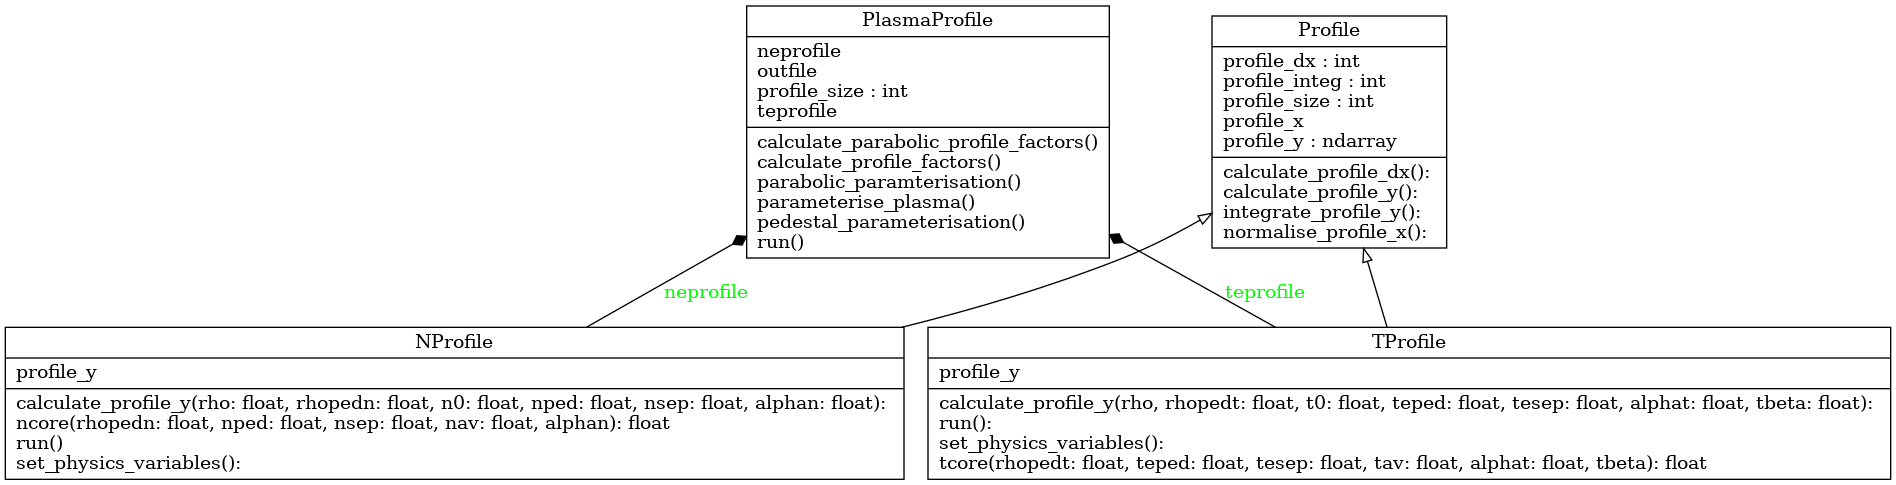 PlasmaProfile
neprofile
outfile
profile_size : int
teprofile
calculate_parabolic_profile_factors()
calculate_profile_factors()
parabolic_paramterisation()
parameterise_plasma()
pedestal_parameterisation()
run()
Profile
profile_dx : int
profile_integ : int
profile_size : int
profile_x
profile_y : ndarray
calculate_profile_dx():
calculate_profile_y():
integrate_profile_y():
normalise_profile_x():
neprofile
teprofile
NProfile
profile_y
calculate_profile_y(rho: float, rhopedn: float, n0: float, nped: float, nsep: float, alphan: float):
ncore(rhopedn: float, nped: float, nsep: float, nav: float, alphan): float
run()
set_physics_variables():
TProfile
profile_y
calculate_profile_y(rho, rhopedt: float, t0: float, teped: float, tesep: float, alphat: float, tbeta: float):
run():
set_physics_variables():
tcore(rhopedt: float, teped: float, tesep: float, tav: float, alphat: float, tbeta): float